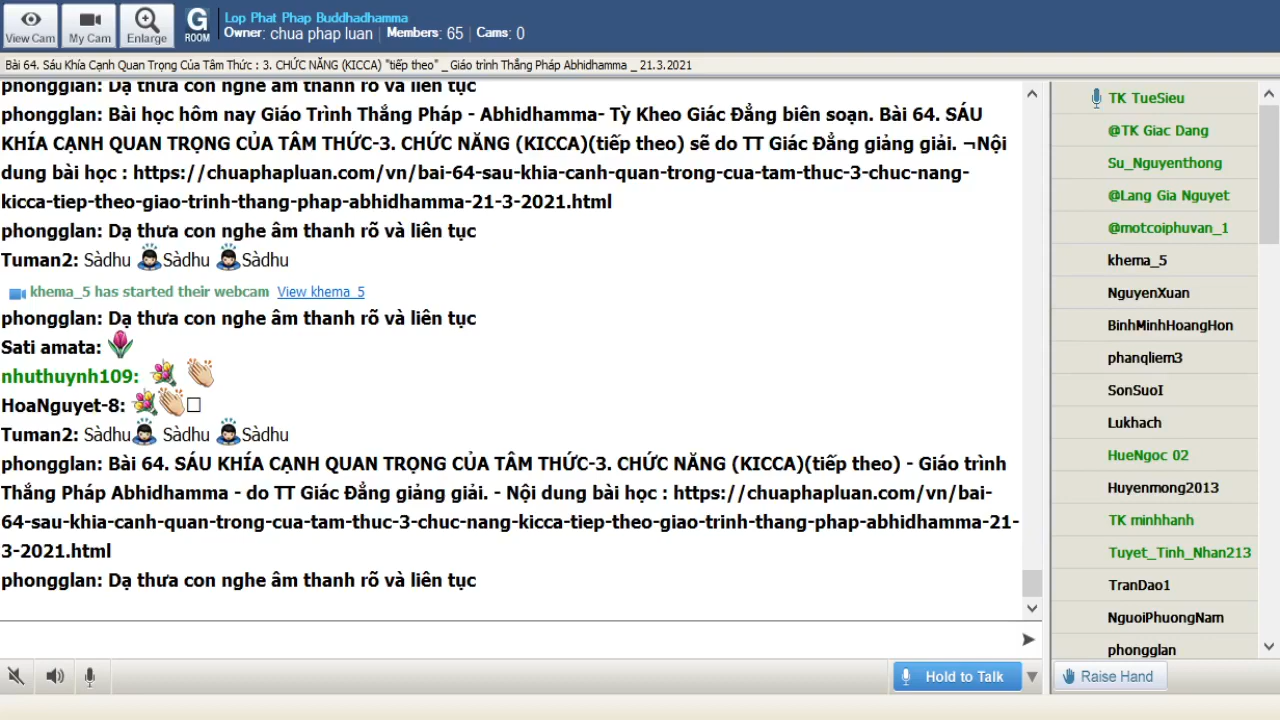 View Cam
My Cam
Enlarge
G
ROOM
Lop Phat Phap Buddhadhamma
Owner: chua phap luan | Members: 65 | Cams: 0
Bài 64. Sáu Khía Cạnh Quan Trọng Của Tâm Thức : 3. CHỨC NĂNG (KICCA) "tiếp theo" _ Giáo trình Thắng Pháp Abhidhamma _ 21.3.2021
phongglan: Dạ thưa con nghe âm thanh rõ và liên tục
phongglan: Bài học hôm nay Giáo Trình Thắng Pháp - Abhidhamma- Tỳ Kheo Giác Đẳng biên soạn. Bài 64. SÁU
KHÍA CẠNH QUAN TRỌNG CỦA TÂM THỨC-3. CHỨC NĂNG (KICCA)(tiếp theo) sẽ do TT Giác Đẳng giảng giải. ¬Nội
dung bài học : https://chuaphapluan.com/vn/bai-64-sau-khia-canh-quan-trong-cua-tam-thuc-3-chuc-nang-
kicca-tiep-theo-giao-trinh-thang-phap-abhidhamma-21-3-2021.html
phongglan: Dạ thưa con nghe âm thanh rõ và liên tục
Tuman2: Sàdhu Sàdhu Sàdhu
khema_5 has started their webcam View khema_5
phongglan: Dạ thưa con nghe âm thanh rõ và liên tục
Sati amata:
nhuthuynh109:
HoaNguyet-8:
Tuman2: Sàdhu Sàdhu Sàdhu
phongglan: Bài 64. SÁU KHÍA CẠNH QUAN TRỌNG CỦA TÂM THỨC-3. CHỨC NĂNG (KICCA)(tiếp theo) - Giáo trình
Thắng Pháp Abhidhamma - do TT Giác Đẳng giảng giải. - Nội dung bài học : https://chuaphapluan.com/vn/bai-
64-sau-khia-canh-quan-trong-cua-tam-thuc-3-chuc-nang-kicca-tiep-theo-giao-trinh-thang-phap-abhidhamma-21-
3-2021.html
phongglan: Dạ thưa con nghe âm thanh rõ và liên tục
Hold to Talk
TK TueSieu
@TK Giac Dang
Su_Nguyenthong
@Lang Gia Nguyet
@motcoiphuvan_1
khema_5
NguyenXuan
BinhMinhHoangHon
phanqliem3
SonSuoI
Lukhach
HueNgoc 02
Huyenmong2013
TK minhhanh
Tuyet_Tinh_Nhan213
TranDao1
NguoiPhuongNam
phongglan
Raise Hand